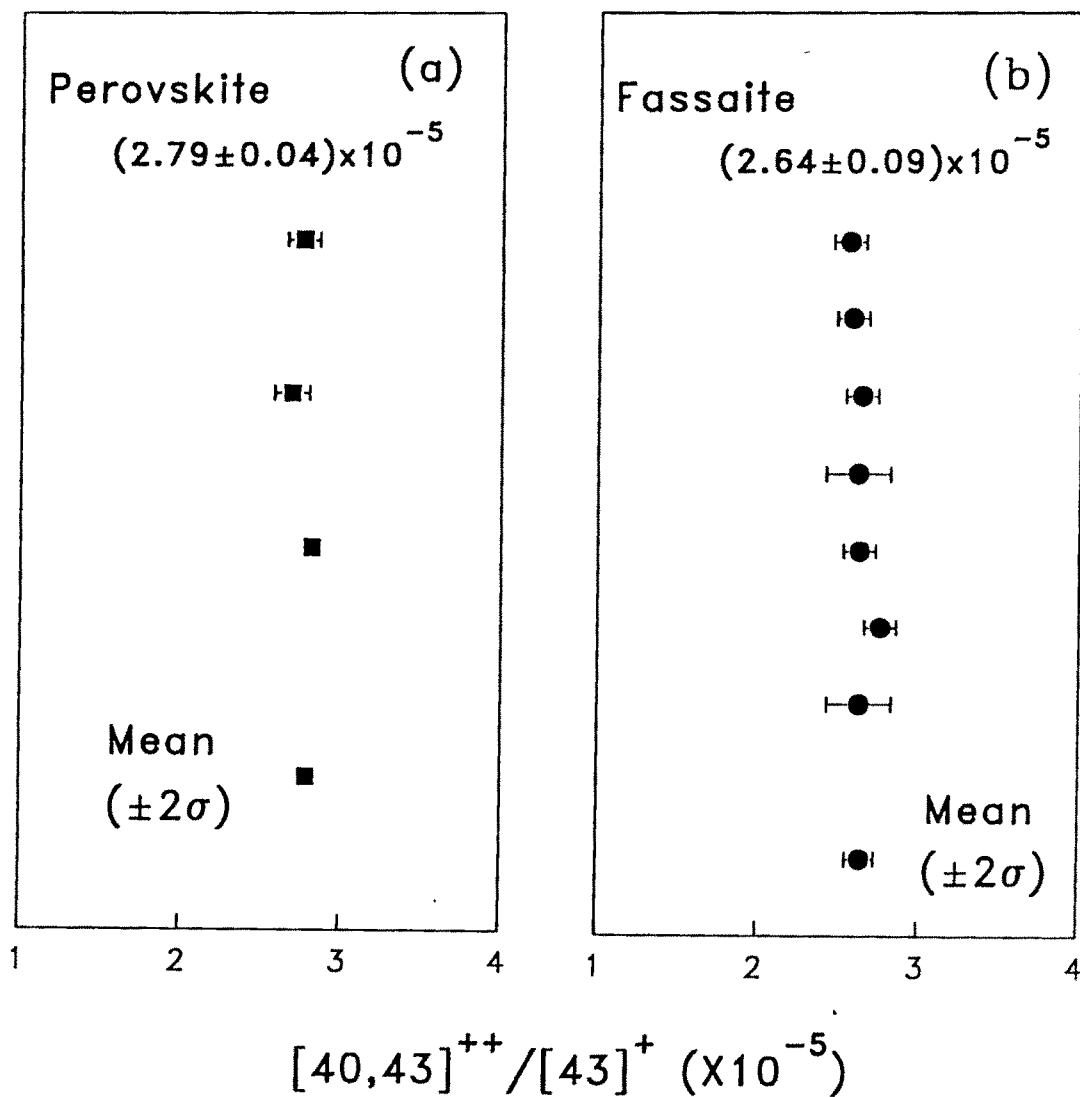 (a)
Perovskite
(2.79±0.04)x10⁻⁵
Mean
(±2σ)
1 2 3 4
(b)
Fassaite
(2.64±0.09)x10⁻⁵
Mean
(±2σ)
1 2 3 4
[40,43]⁺⁺/[43]⁺ (X10⁻⁵)